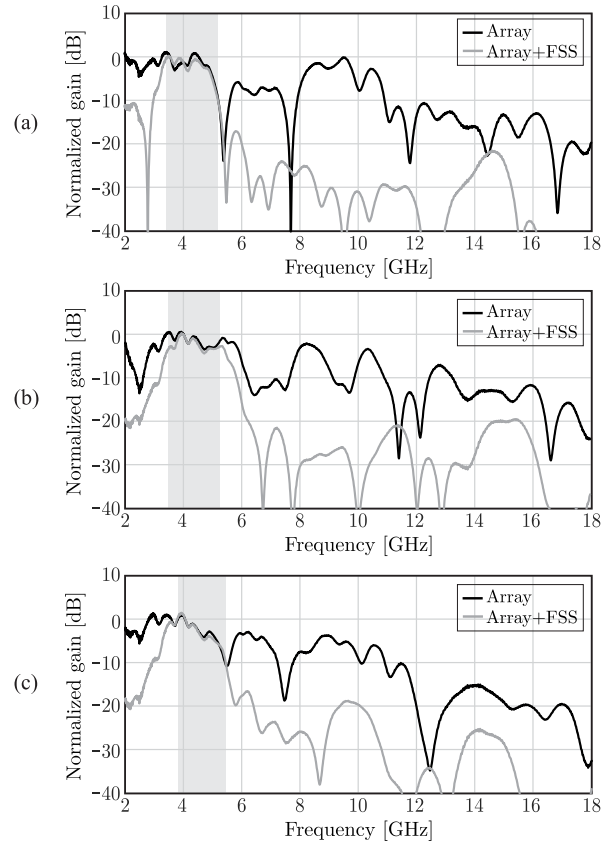 (a)
Normalized gain [dB]
10
0
−10
−20
−30
−40
Array
Array+FSS
2 4 6 8 10 12 14 16 18
Frequency [GHz]
(b)
Normalized gain [dB]
10
0
−10
−20
−30
−40
Array
Array+FSS
2 4 6 8 10 12 14 16 18
Frequency [GHz]
(c)
Normalized gain [dB]
10
0
−10
−20
−30
−40
Array
Array+FSS
2 4 6 8 10 12 14 16 18
Frequency [GHz]